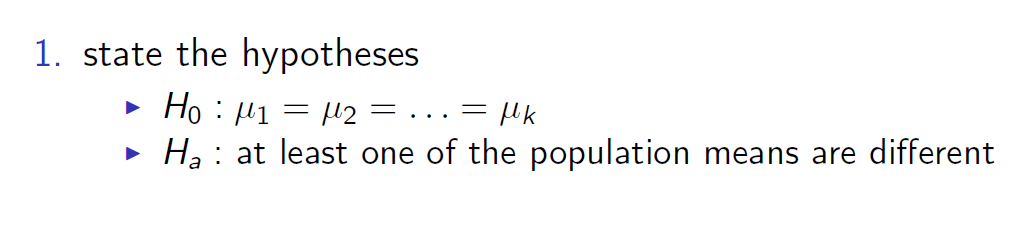 1. state the hypotheses
▶ H₀ : μ₁ = μ₂ = . . . = μₖ
▶ Hₐ : at least one of the population means are different